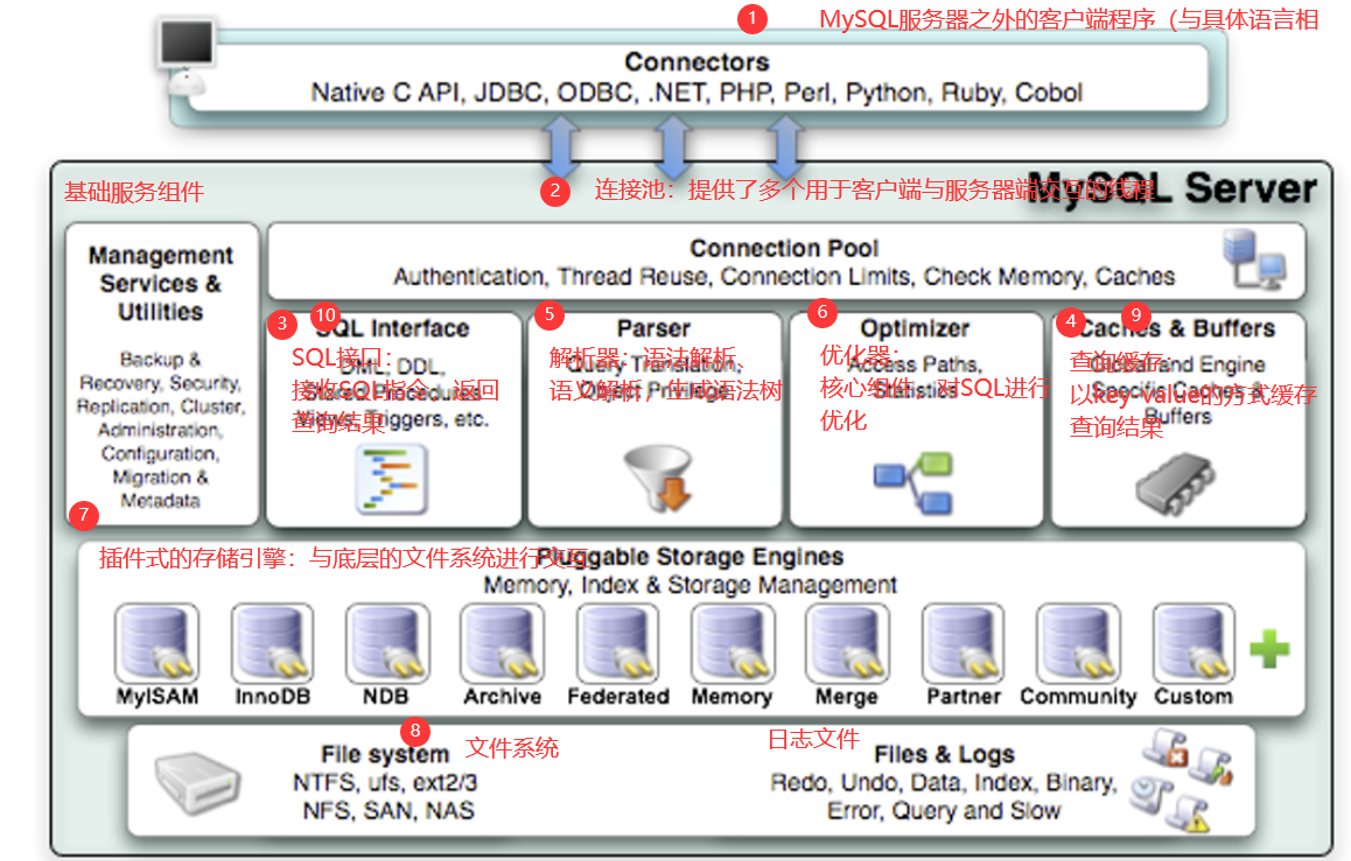 1
MySQL服务器之外的客户端程序（与具体语言相
Connectors
Native C API, JDBC, ODBC, .NET, PHP, Perl, Python, Ruby, Cobol
基础服务组件
2
连接池：提供了多个用于客户端与服务器端交互的线程
MySQL Server
Management
Services &
Utilities
Backup &
Recovery, Security,
Replication, Cluster,
Administration,
Configuration,
Migration &
Metadata
Connection Pool
Authentication, Thread Reuse, Connection Limits, Check Memory, Caches
3
10
SQL Interface
DML, DDL,
Stored Procedures
Views, Triggers, etc.
SQL接口：
接收SQL指令，返回
查询结果
5
Parser
Query Translation,
Object Privilege
解析器：语法解析、
语义解析，生成语法树
6
Optimizer
Access Paths,
Statistics
优化器：
核心组件，对SQL进行
优化
4
9
Caches & Buffers
Global and Engine
Specific Caches &
Buffers
查询缓存：
以key-value的方式缓存
查询结果
7
插件式的存储引擎：与底层的文件系统进行交互
Pluggable Storage Engines
Memory, Index & Storage Management
MyISAM
InnoDB
NDB
Archive
Federated
Memory
Merge
Partner
Community
Custom
8
文件系统
File system
NTFS, ufs, ext2/3
NFS, SAN, NAS
日志文件
Files & Logs
Redo, Undo, Data, Index, Binary,
Error, Query and Slow